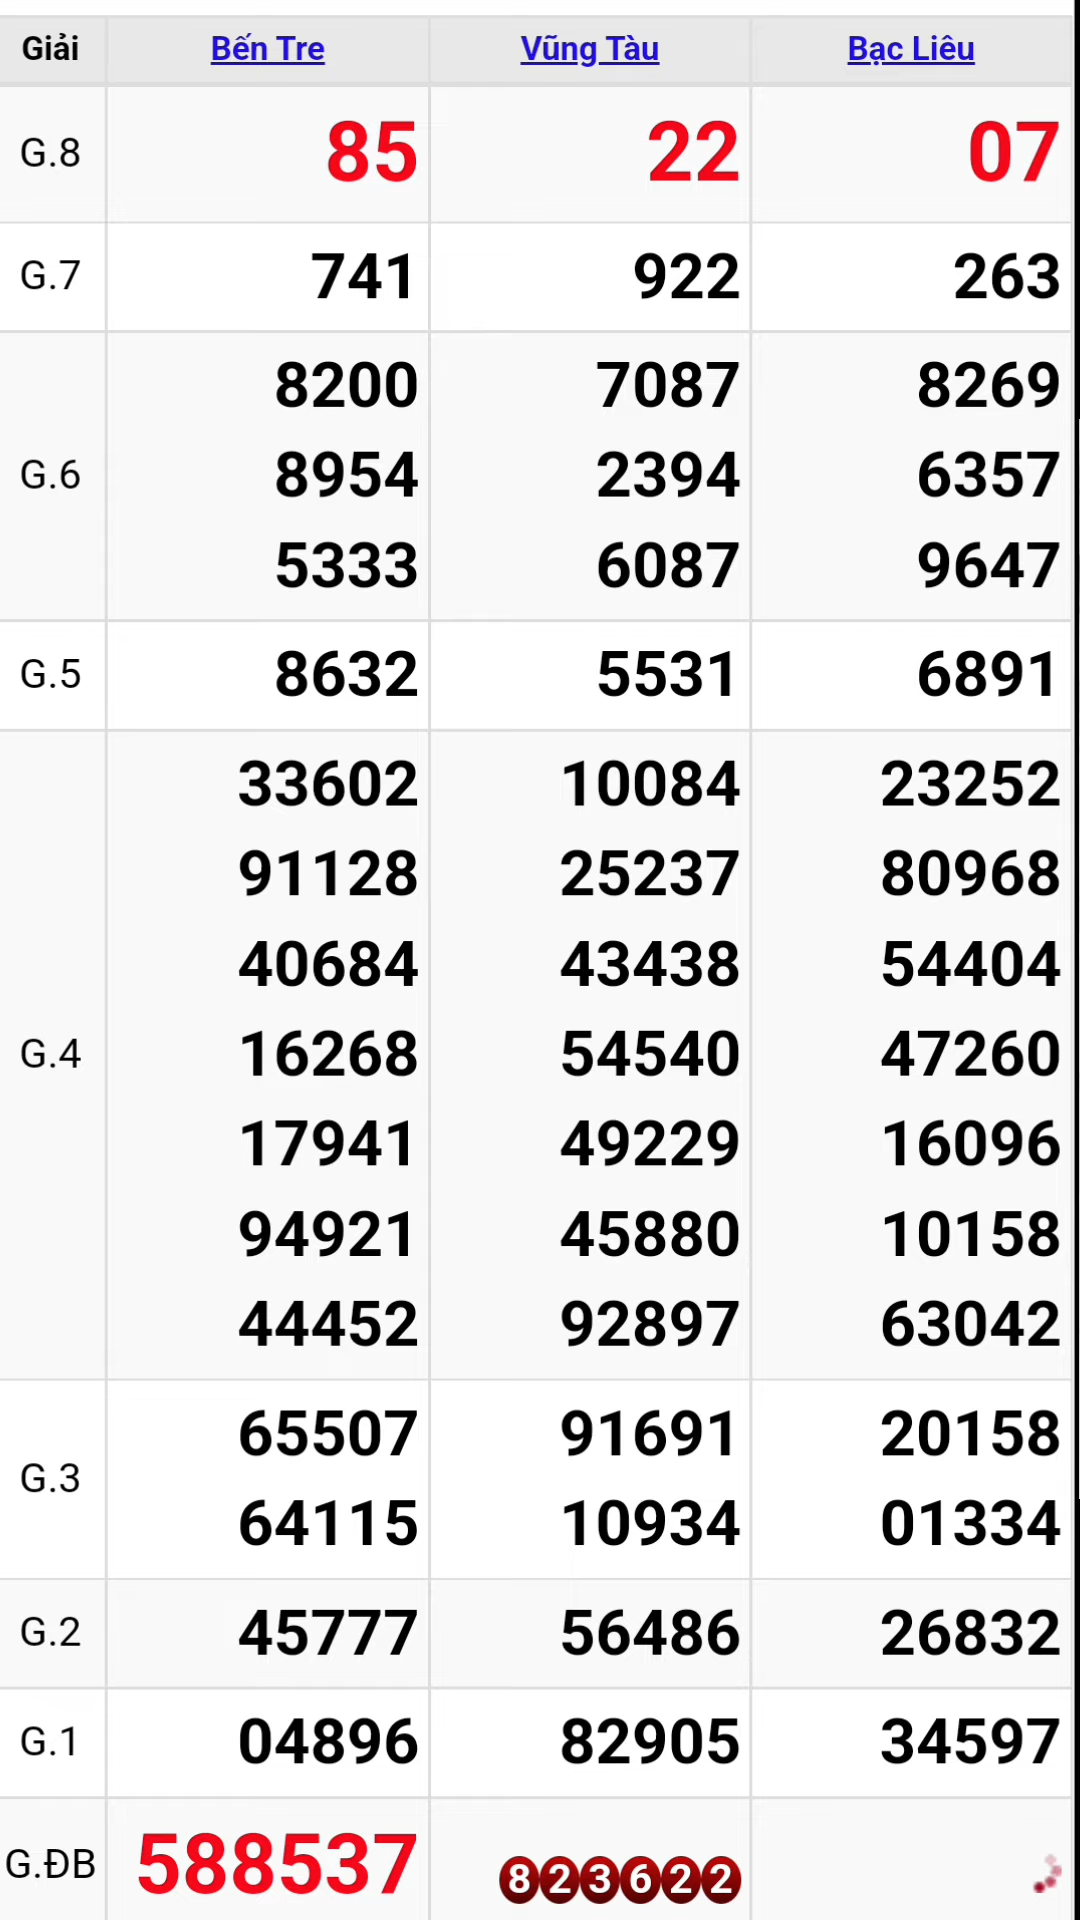 Giải Bến Tre Vũng Tàu Bạc Liêu
G.8 85 22 07
G.7 741 922 263
8200 7087 8269
G.6 8954 2394 6357
5333 6087 9647
G.5 8632 5531 6891
33602 10084 23252
91128 25237 80968
40684 43438 54404
G.4 16268 54540 47260
17941 49229 16096
94921 45880 10158
44452 92897 63042
65507 91691 20158
G.3
64115 10934 01334
G.2 45777 56486 26832
G.1 04896 82905 34597
G.ĐB 588537 823622